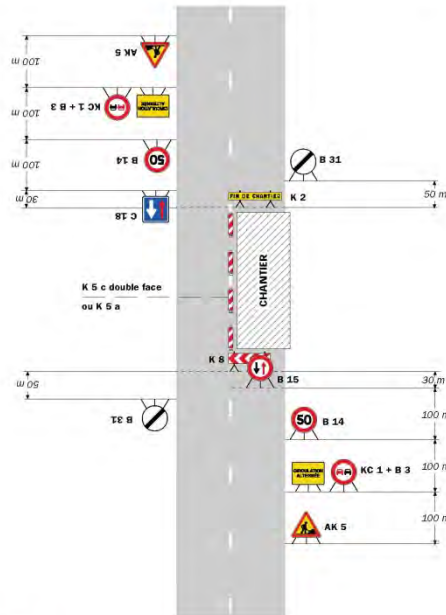 AK 5
100 m
KC 1 + B 3
CIRCULATION
ALTERNÉE
100 m
50
B 14
100 m
C 18
30 m
B 31
50 m
FIN DE CHANTIER
K 2
CHANTIER
K 5 c double face
ou K 5 a
K 8
B 15
50 m
B 31
30 m
50
B 14
100 m
CIRCULATION
ALTERNÉE
KC 1 + B 3
100 m
AK 5
100 m